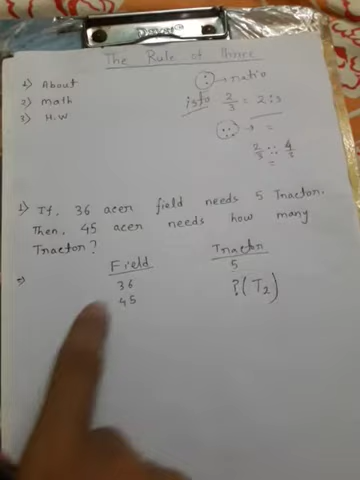 The Rule of three
1) About
2) math
3) H.W
(:) → ratio
isto 2/3 = 2:3
(::) → =
2/3 :: 4/5
=
1) If, 36 acer field needs 5 Tractor.
Then, 45 acer needs how many
Tractor?
=> Field Tractor
36 5
45 ?(T2)